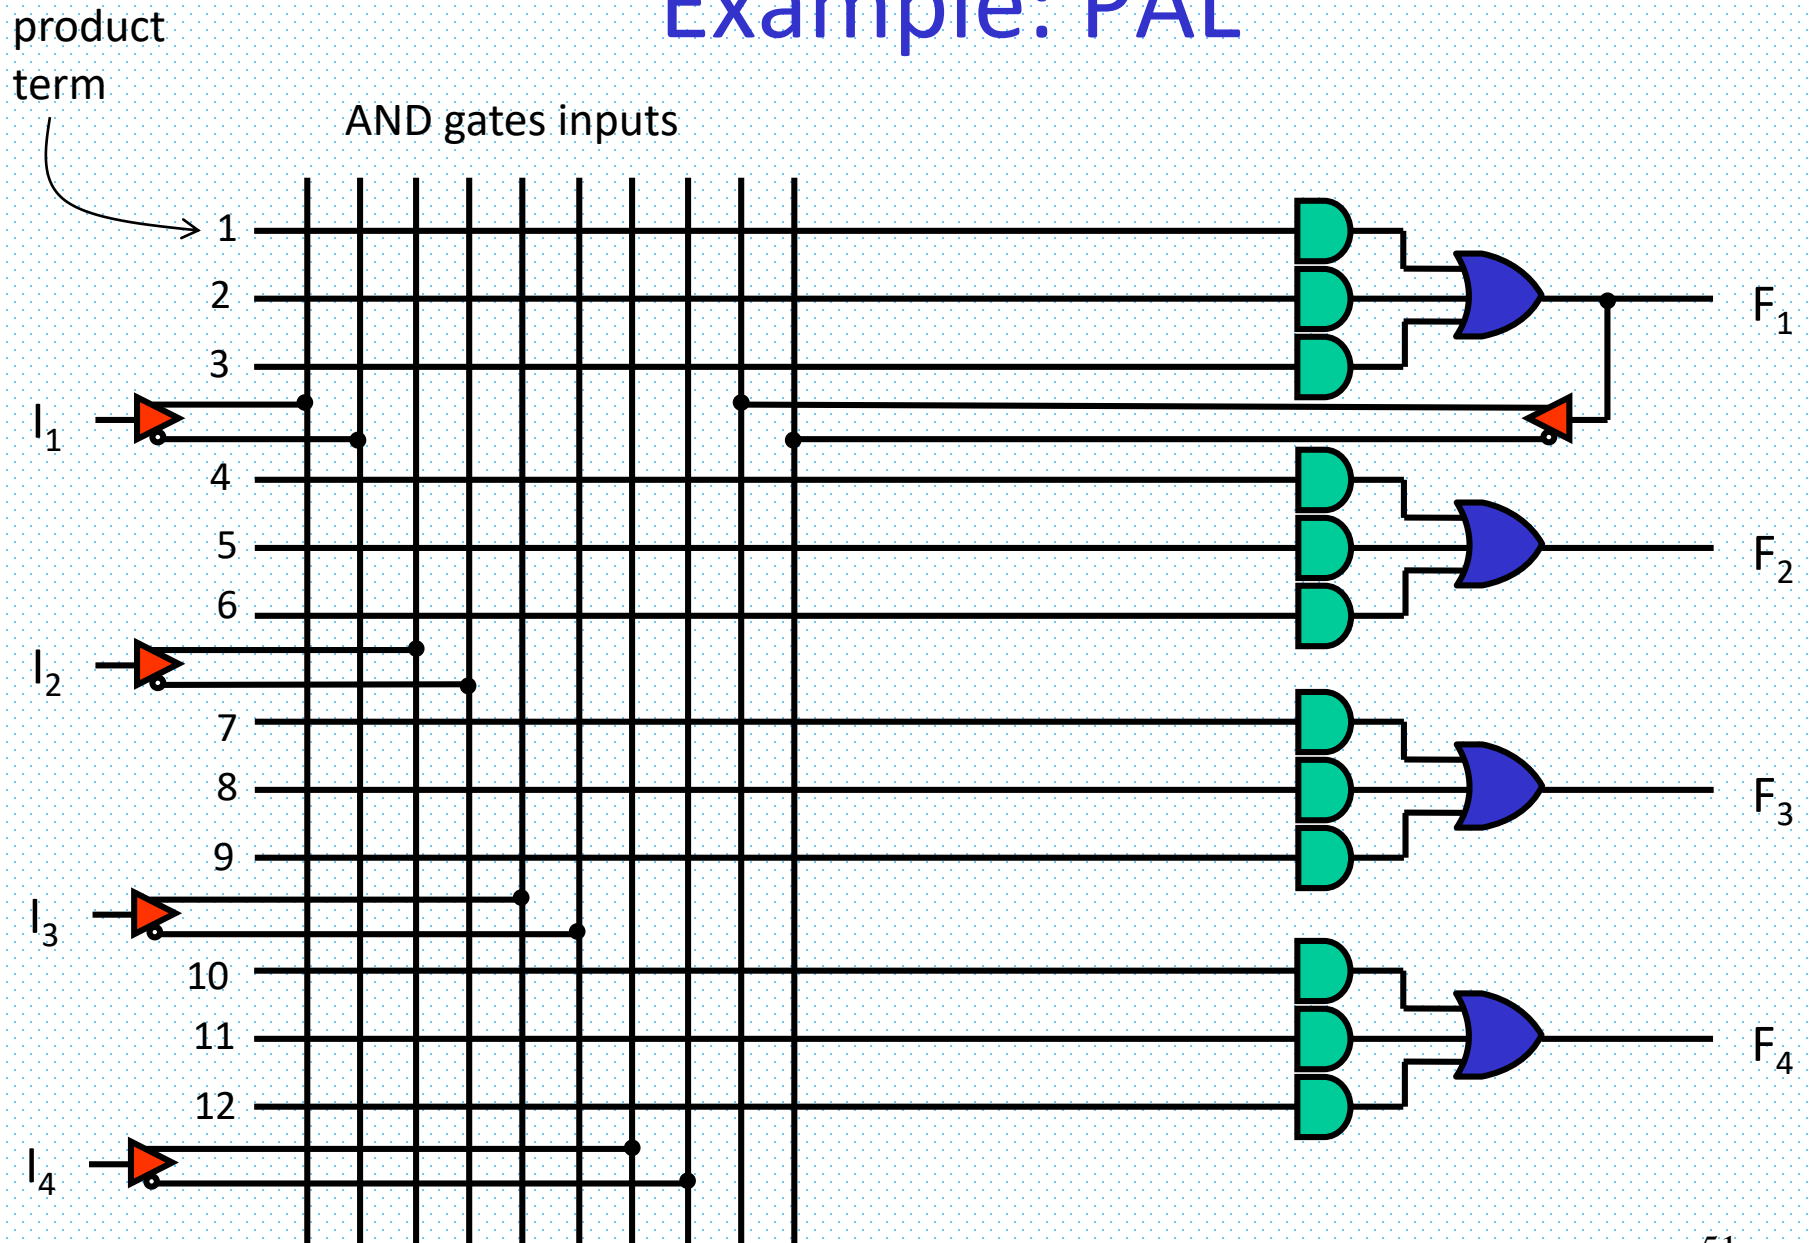 Example: PAL
product
term
AND gates inputs
1
2
F1
3
I1
4
5
F2
6
I2
7
8
F3
9
I3
10
11
F4
12
I4
51